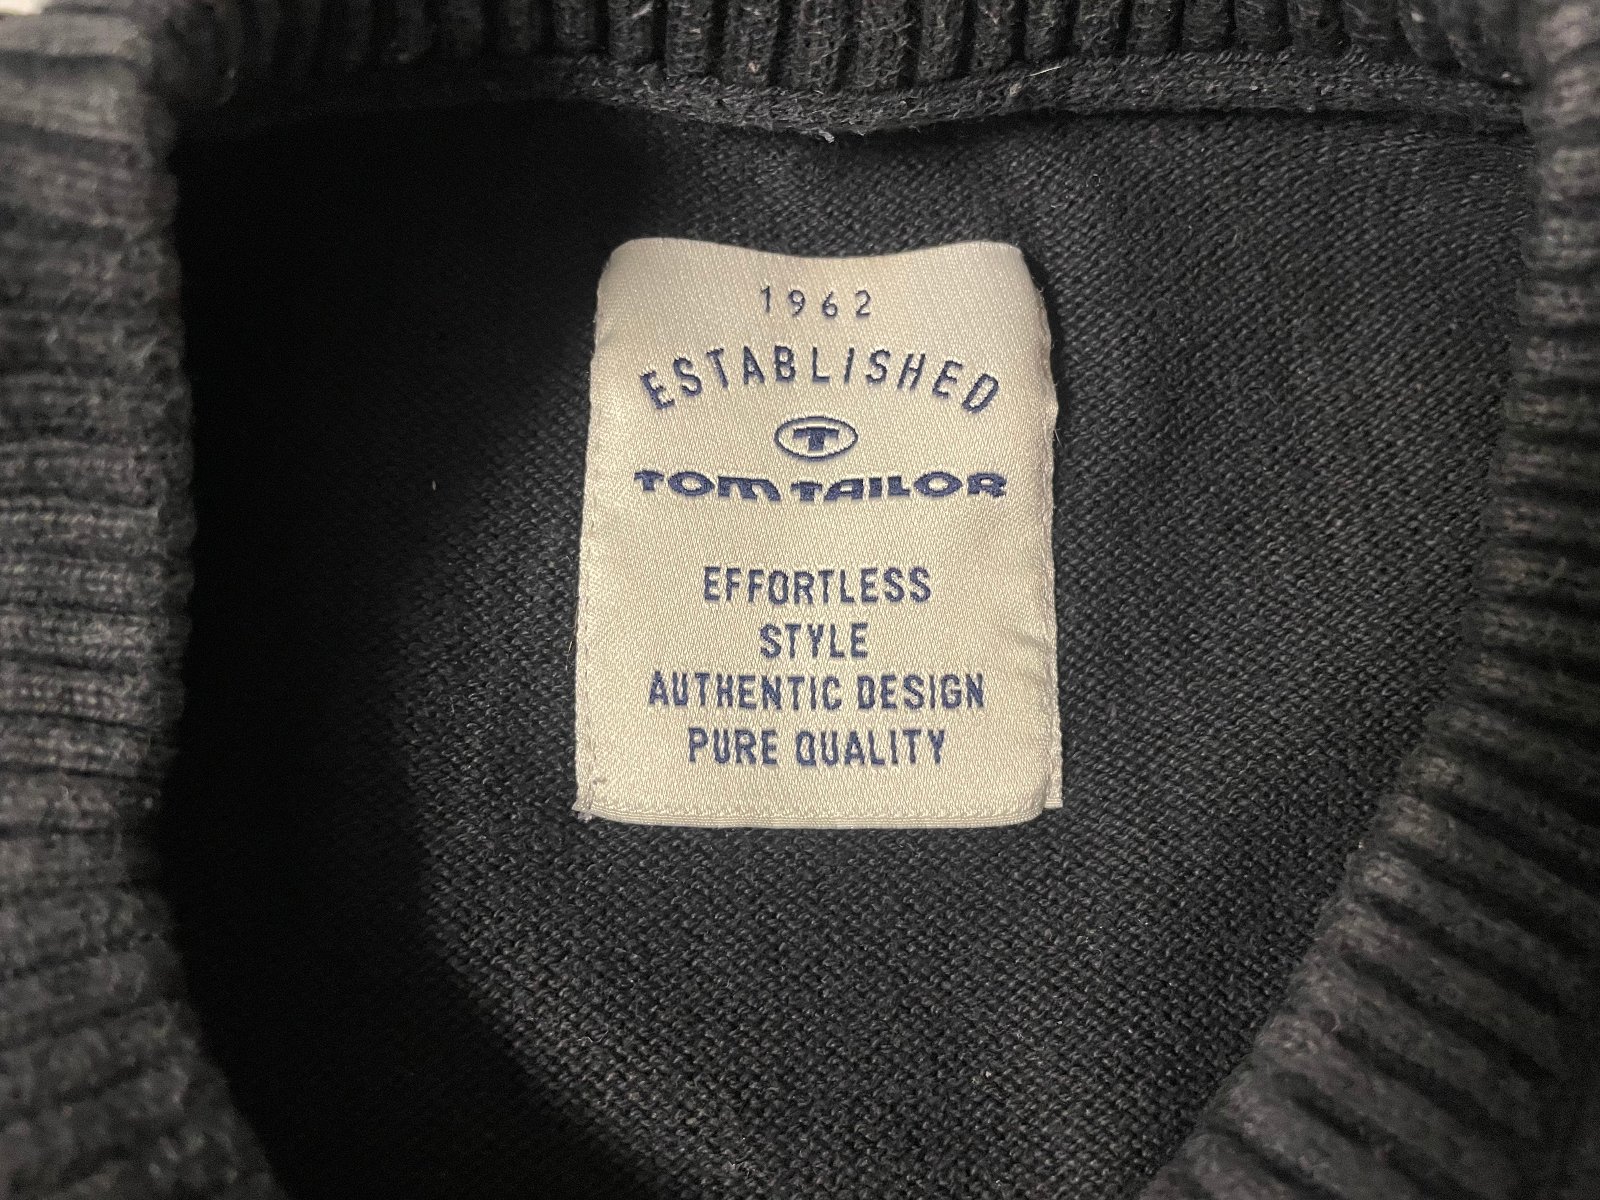 1962
ESTABLISHED
T
TOM TAILOR
EFFORTLESS
STYLE
AUTHENTIC DESIGN
PURE QUALITY